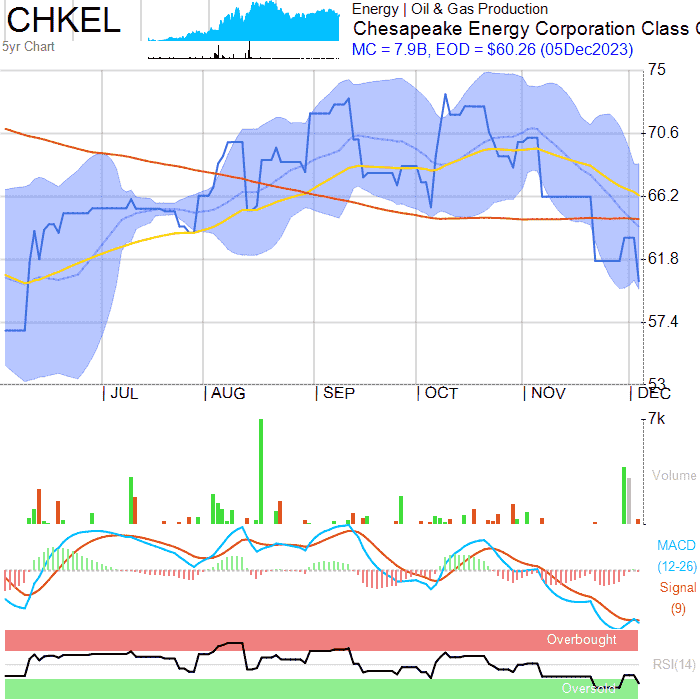 CHKEL
5yr Chart
Energy | Oil & Gas Production
Chesapeake Energy Corporation Class C
MC = 7.9B, EOD = $60.26 (05Dec2023)
75
70.6
66.2
61.8
57.4
53
| JUL | AUG | SEP | OCT | NOV | DEC
7k
Volume
MACD
(12-26)
Signal
(9)
Overbought
RSI(14)
Oversold